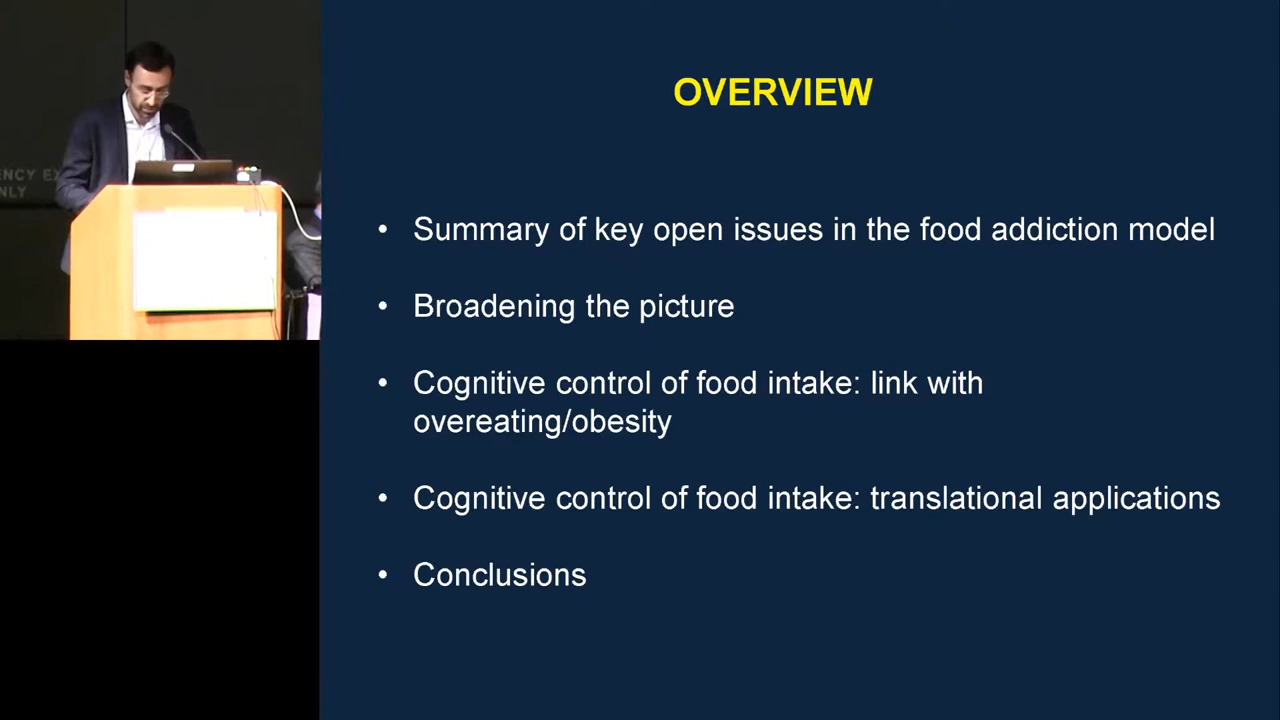 OVERVIEW
• Summary of key open issues in the food addiction model
• Broadening the picture
• Cognitive control of food intake: link with
overeating/obesity
• Cognitive control of food intake: translational applications
• Conclusions